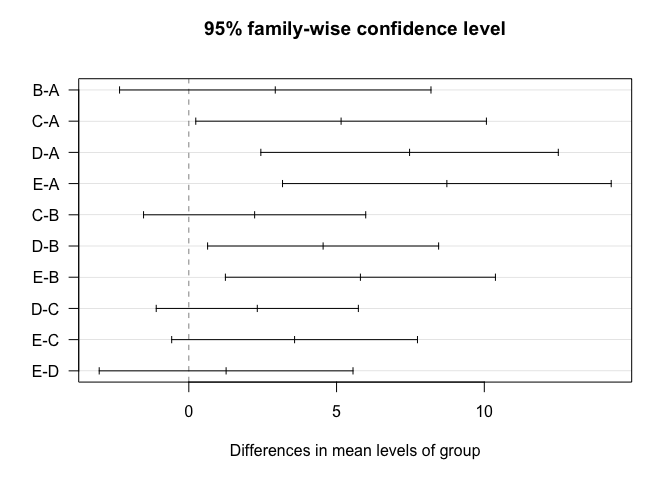 95% family-wise confidence level
B-A
C-A
D-A
E-A
C-B
D-B
E-B
D-C
E-C
E-D
0 5 10
Differences in mean levels of group